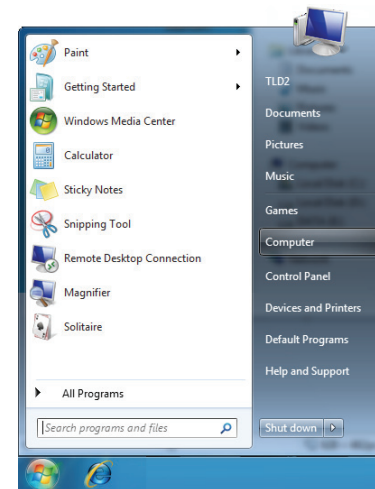 Paint
Getting Started
Windows Media Center
Calculator
Sticky Notes
Snipping Tool
Remote Desktop Connection
Magnifier
Solitaire
All Programs
Search programs and files
TLD2
Documents
Pictures
Music
Games
Computer
Control Panel
Devices and Printers
Default Programs
Help and Support
Shut down